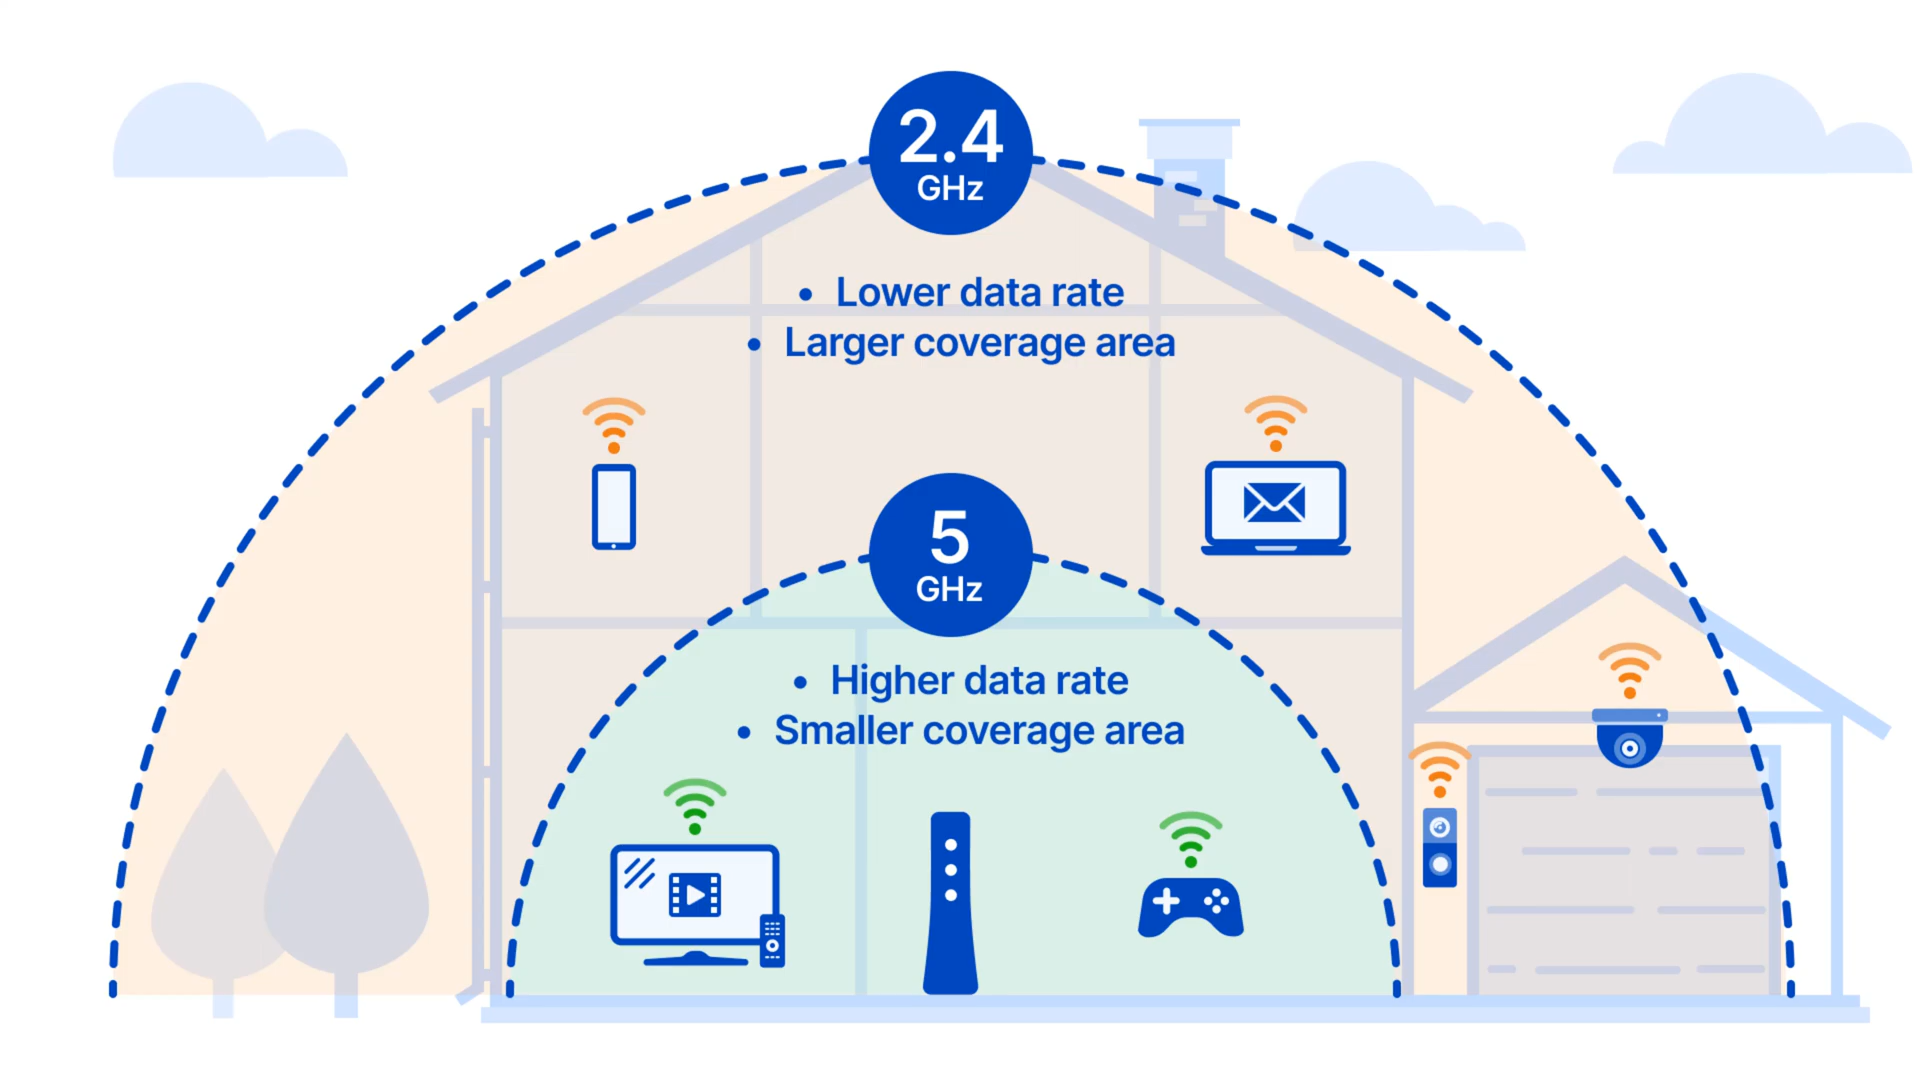 2.4
GHz
• Lower data rate
• Larger coverage area
5
GHz
• Higher data rate
• Smaller coverage area